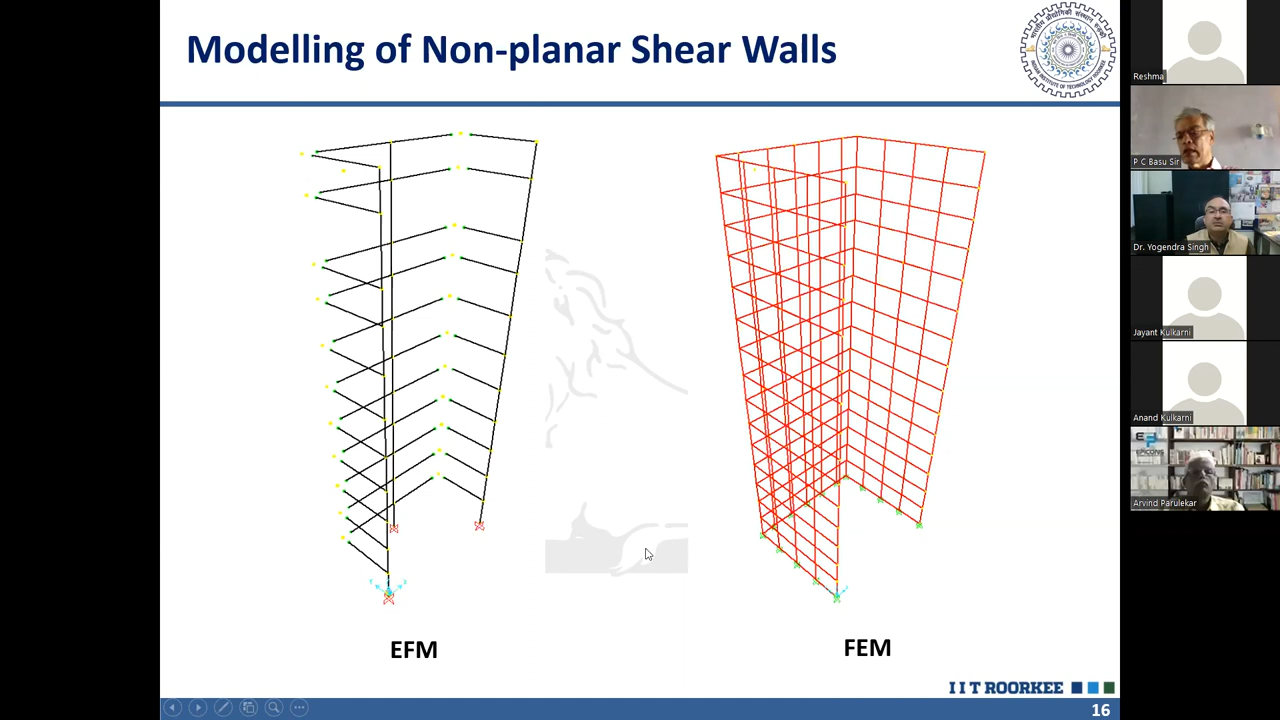 Modelling of Non-planar Shear Walls
EFM
FEM
I I T ROORKEE
16
Reshma
P C Basu Sir
Dr. Yogendra Singh
Jayant Kulkarni
Anand Kulkarni
EPICONS
Arvind Parulekar